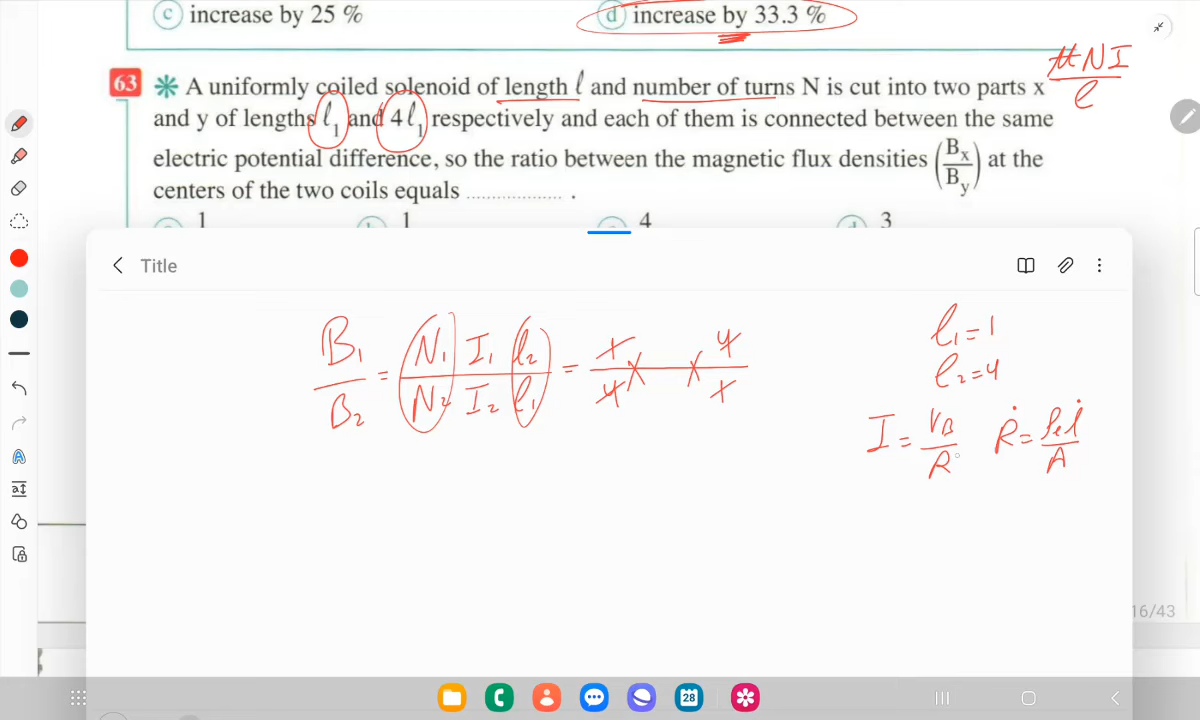 c increase by 25 %
d increase by 33.3 %
μNI
ℓ
63 * A uniformly coiled solenoid of length ℓ and number of turns N is cut into two parts x
and y of lengths ℓ₁ and 4ℓ₁ respectively and each of them is connected between the same
electric potential difference, so the ratio between the magnetic flux densities (Bx/By) at the
centers of the two coils equals .................... .
1 1 4 3
Title
B₁/B₂ = N₁ I₁ ℓ₂ / N₂ I₂ ℓ₁ = 1/4 × × 4/1
ℓ₁=1
ℓ₂=4
I = VB/R R = ρeℓ/A
16/43
28